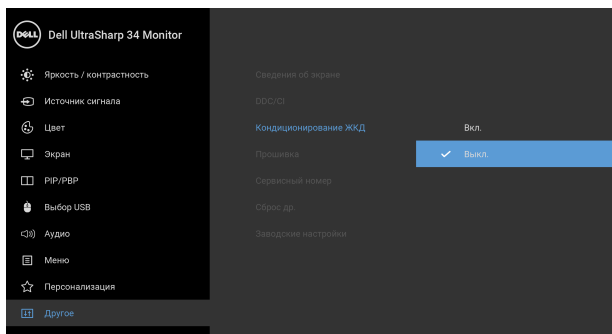 DELL Dell UltraSharp 34 Monitor
Яркость / контрастность
Сведения об экране
Источник сигнала
DDC/CI
Цвет
Кондиционирование ЖКД
Вкл.
Экран
Прошивка
Выкл.
PIP/PBP
Сервисный номер
Выбор USB
Сброс др.
Аудио
Заводские настройки
Меню
Персонализация
Другое